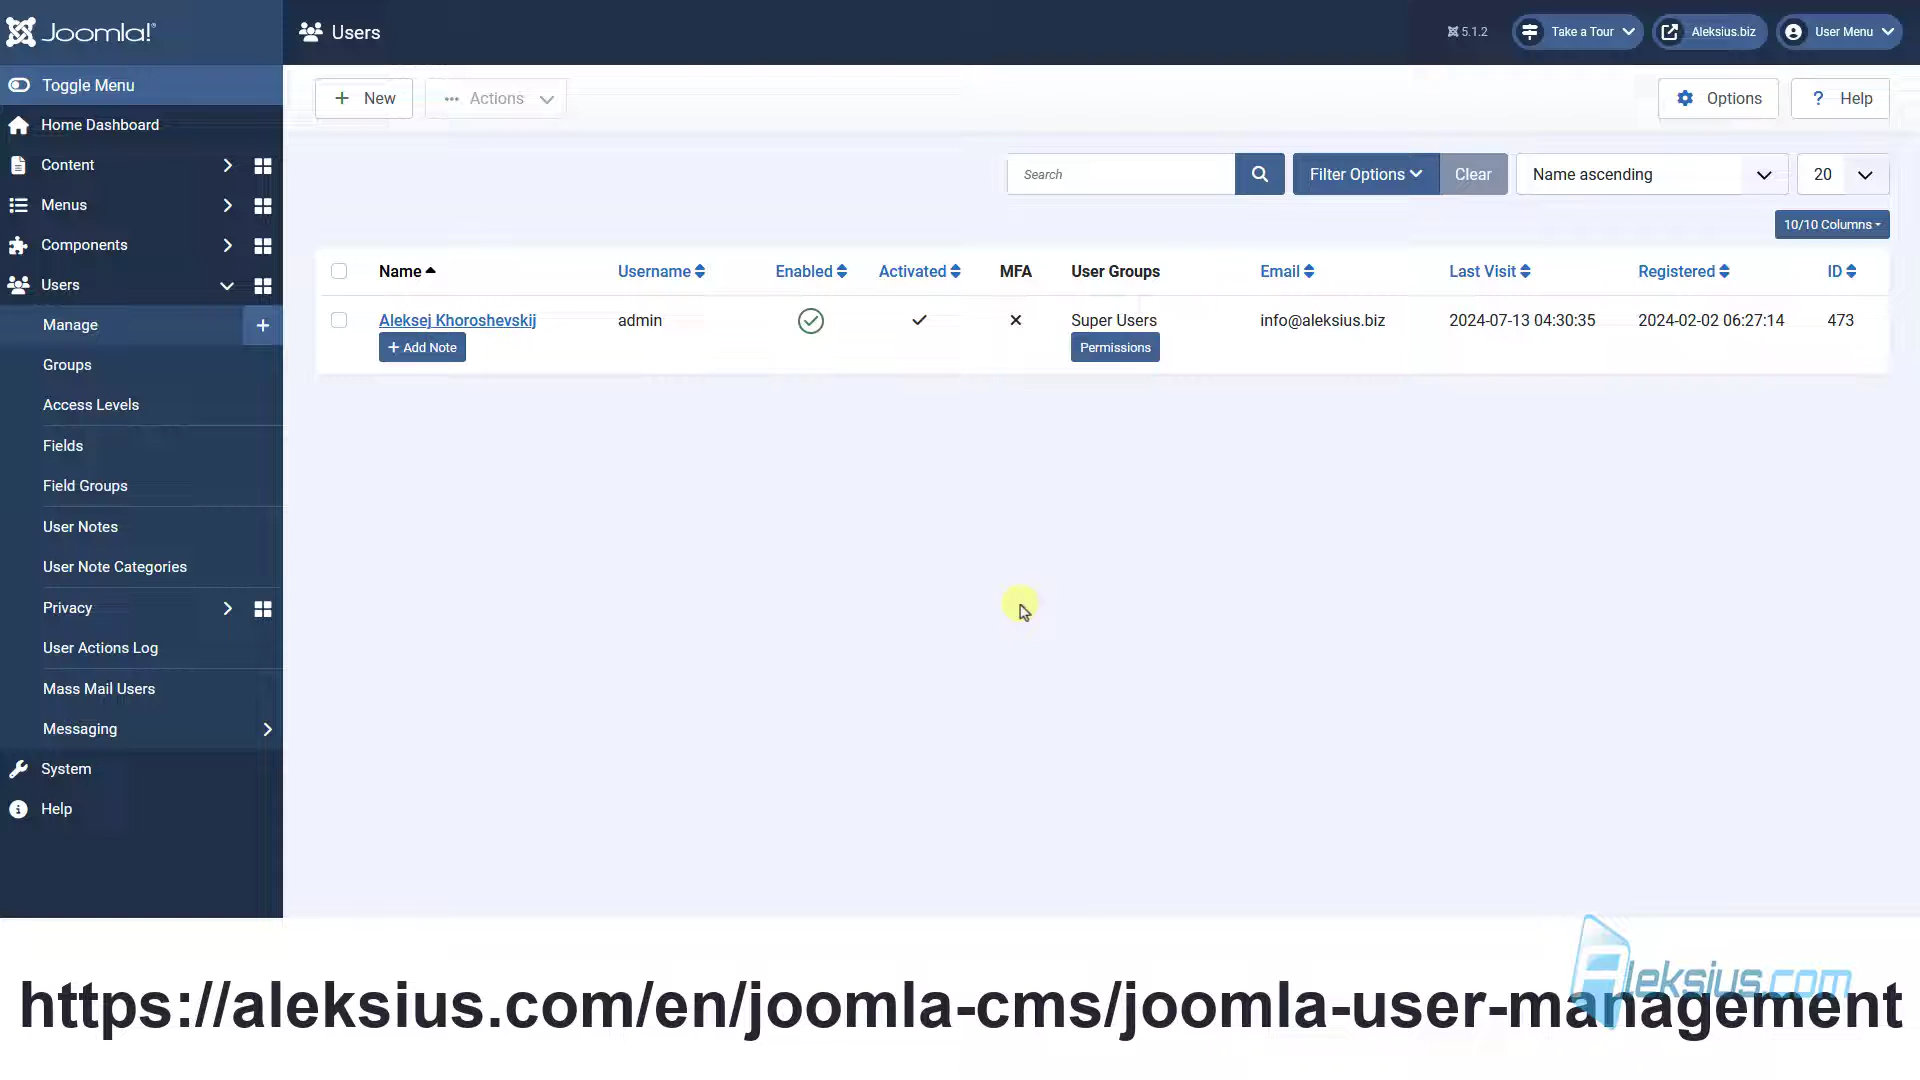 Joomla!®
Users
5.1.2
Take a Tour
Aleksius.biz
User Menu
Toggle Menu
New
Actions
Options
? Help
Home Dashboard
Content
Menus
Components
Users
Manage
Groups
Access Levels
Fields
Field Groups
User Notes
User Note Categories
Privacy
User Actions Log
Mass Mail Users
Messaging
System
Help
Search
Filter Options
Clear
Name ascending
20
10/10 Columns
Name Username Enabled Activated MFA User Groups Email Last Visit Registered ID
Aleksej Khoroshevskij admin Super Users info@aleksius.biz 2024-07-13 04:30:35 2024-02-02 06:27:14 473
+ Add Note Permissions
Aleksius.com
https://aleksius.com/en/joomla-cms/joomla-user-management